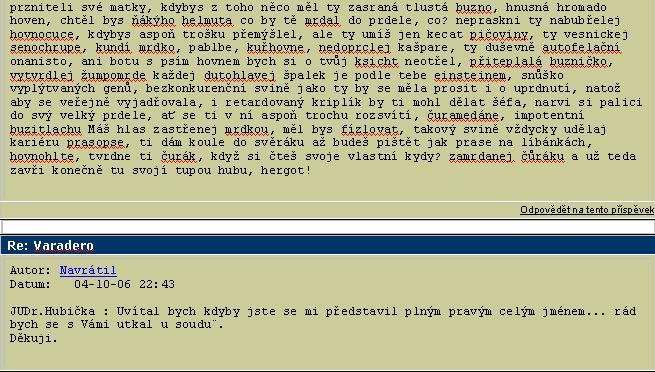 przniteli své matky, kdybys z toho něco měl ty zasraná tlustá buzno, hnusná hromado
hoven, chtěl bys ňákýho helmuta co by tě mrdal do prdele, co? nepraskni ty nabubřelej
hovnocuce, kdybys aspoň trošku přemýšlel, ale ty umíš jen kecat pičoviny, ty vesnickej
senochrupe, kundí mrdko, pablbe, kuřhovne, nedoprclej kašpare, ty duševně autofelační
onanisto, ani botu s psím hovnem bych si o tvůj ksicht neotřel, přiteplalá buzničko,
vytvrdlej žumpomrde každej dutohlavej špalek je podle tebe einsteinem, snůško
vyplýtvaných genů, bezkonkurenční svině jako ty by se měla prosit i o uprdnutí, natož
aby se veřejně vyjadřovala, i retardovaný kriplík by ti mohl dělat šéfa, narvi si palici
do svý velký prdele, ať se ti v ní aspoň trochu rozsvítí, čuramedáne, impotentní
buzitlachu Máš hlas zastřenej mrdkou, měl bys fízlovat, takový svině vždycky udělaj
kariéru prasopse, ti dám koule do svěráku až budeš pištět jak prase na líbánkách,
hovnohlte, tvrdne ti čurák, když si čteš svoje vlastní kydy? zamrdanej čůráku a už teda
zavři konečně tu svojí tupou hubu, hergot!
Odpovědět na tento příspěvek
Re: Varadero
Autor: Navrátil
Datum: 04-10-06 22:43
JUDr.Hubička : Uvítal bych kdyby jste se mi představil plným pravým celým jménem... rád
bych se s Vámi utkal u soudu¨.
Děkuji.